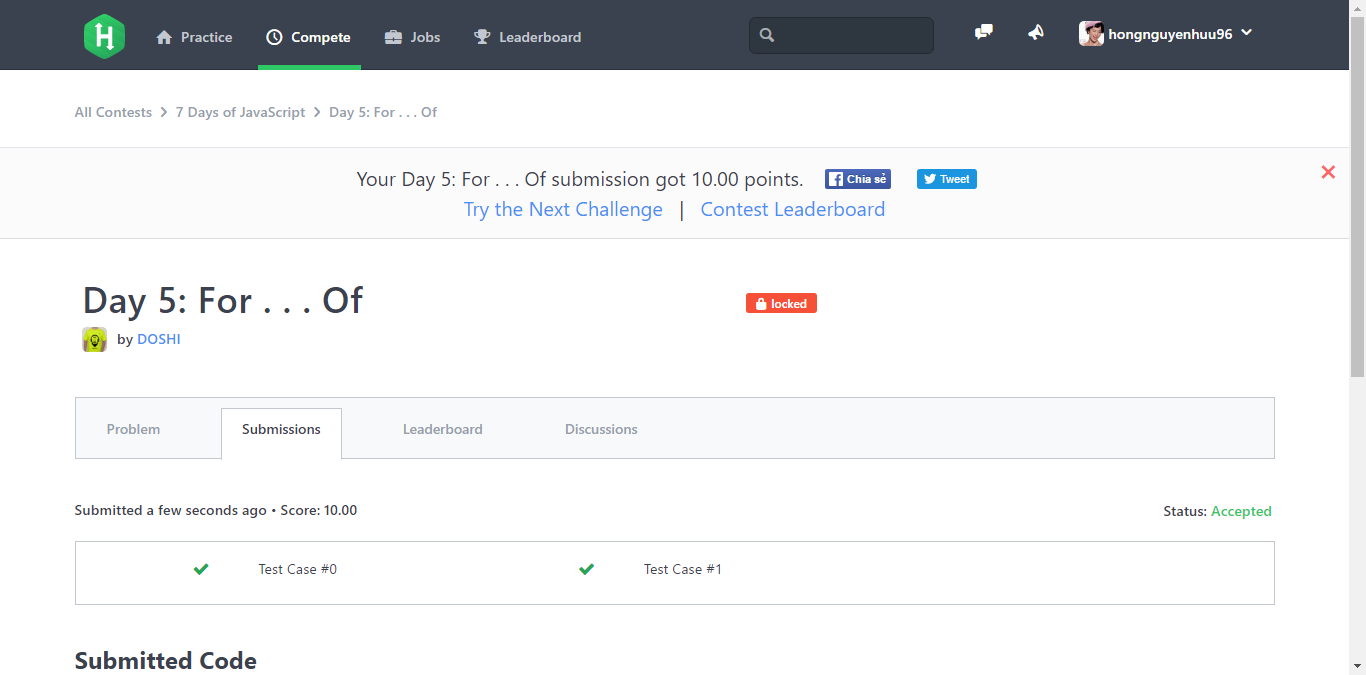 H Practice Compete Jobs Leaderboard hongnguyenhuu96
All Contests > 7 Days of JavaScript > Day 5: For . . . Of
Your Day 5: For . . . Of submission got 10.00 points. Chia sẻ Tweet
Try the Next Challenge | Contest Leaderboard
Day 5: For . . . Of locked
by DOSHI
Problem Submissions Leaderboard Discussions
Submitted a few seconds ago • Score: 10.00 Status: Accepted
Test Case #0 Test Case #1
Submitted Code